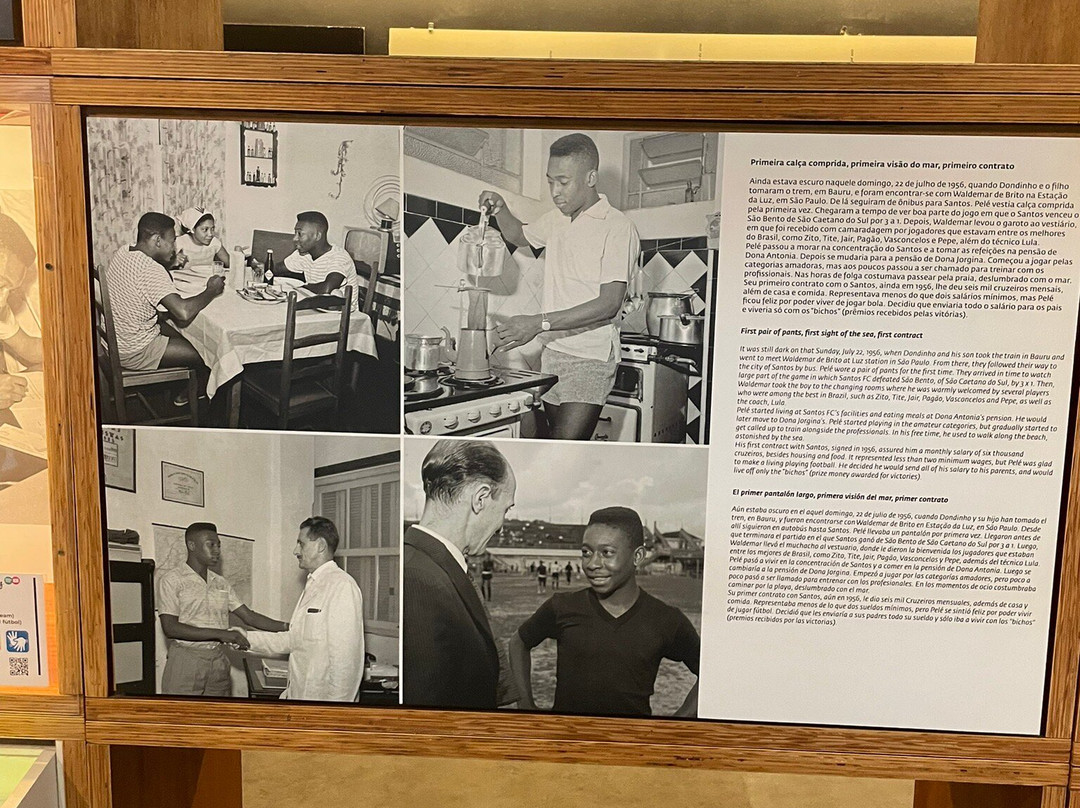 Primeira calça comprida, primeira visão do mar, primeiro contrato
Ainda estava escuro naquele domingo, 22 de julho de 1956, quando Dondinho e o filho
tomaram o trem, em Bauru, e foram encontrar-se com Waldemar de Brito na Estação
da Luz, em São Paulo. De lá seguiram de ônibus para Santos. Pelé vestia calça comprida
pela primeira vez. Chegaram a tempo de ver boa parte do jogo em que o Santos venceu o
São Bento de São Caetano do Sul por 3 a 1. Depois, Waldemar levou o garoto ao vestiário,
em que foi recebido com camaradagem por jogadores que estavam entre os melhores
do Brasil, como Zito, Tite, Jair, Pagão, Vasconcelos e Pepe, além do técnico Lula.
Pelé passou a morar na concentração do Santos e a tomar as refeições na pensão de
Dona Antonia. Depois se mudaria para a pensão de Dona Jorgina. Começou a jogar pelas
categorias amadoras, mas aos poucos passou a ser chamado para treinar com os
profissionais. Nas horas de folga costumava passear pela praia, deslumbrado com o mar.
Seu primeiro contrato com o Santos, ainda em 1956, lhe deu seis mil cruzeiros mensais,
além de casa e comida. Representava menos do que dois salários mínimos, mas Pelé
ficou feliz por poder viver de jogar bola. Decidiu que enviaria todo o salário para os pais
e viveria só com os "bichos" (prêmios recebidos pelas vitórias).
First pair of pants, first sight of the sea, first contract
It was still dark on that Sunday, July 22, 1956, when Dondinho and his son took the train in Bauru and
went to meet Waldemar de Brito at Luz station in São Paulo. From there, they followed their way to
the city of Santos by bus. Pelé wore a pair of pants for the first time. They arrived in time to watch
large part of the game in which Santos FC defeated São Bento, of São Caetano do Sul, by 3 x 1. Then,
Waldemar took the boy to the changing rooms where he was warmly welcomed by several players
who were among the best in Brazil, such as Zito, Tite, Jair, Pagão, Vasconcelos and Pepe, as well as
the coach, Lula.
Pelé started living at Santos FC's facilities and eating meals at Dona Antonia's pension. He would
later move to Dona Jorgina's. Pelé started playing in the amateur categories, but gradually started to
get called up to train alongside the professionals. In his free time, he used to walk along the beach,
astonished by the sea.
His first contract with Santos, signed in 1956, assured him a monthly salary of six thousand
cruzeiros, besides housing and food. It represented less than two minimum wages, but Pelé was glad
to make a living playing football. He decided he would send all of his salary to his parents, and would
live off only the "bichos" (prize money awarded for victories).
El primer pantalón largo, primera visión del mar, primer contrato
Aún estaba oscuro en el aquel domingo, 22 de julio de 1956, cuando Dondinho y su hijo han tomado el
tren, en Bauru, y fueron encontrarse con Waldemar de Brito en Estação da Luz, en São Paulo. Desde
allí siguieron en autobús hasta Santos. Pelé llevaba un pantalón por primera vez. Llegaron antes de
que terminara el partido en el que Santos ganó de São Bento de São Caetano do Sul por 3 a 1. Luego,
Waldemar llevó el muchacho al vestuario, donde le dieron la bienvenida los jugadores que estaban
entre los mejores de Brasil, como Zito, Tite, Jair, Pagão, Vasconcelos y Pepe, además del técnico Lula.
Pelé pasó a vivir en la concentración de Santos y a comer en la pensión de Dona Antonia. Luego se
cambiaría a la pensión de Dona Jorgina. Empezó a jugar por las categorías amadoras, pero poco a
poco pasó a ser llamado para entrenar con los profesionales. En los momentos de ocio costumbraba
caminar por la playa, deslumbrado con el mar.
Su primer contrato con Santos, aún en 1956, le dio seis mil Cruzeiros mensuales, además de casa y
comida. Representaba menos de lo que dos sueldos mínimos, pero Pelé se sintió feliz por poder vivir
de jugar fútbol. Decidió que les enviaría a sus padres todo su sueldo y sólo iba a vivir con los "bichos"
(premios recibidos por las victorias).
eam)
fútbol)